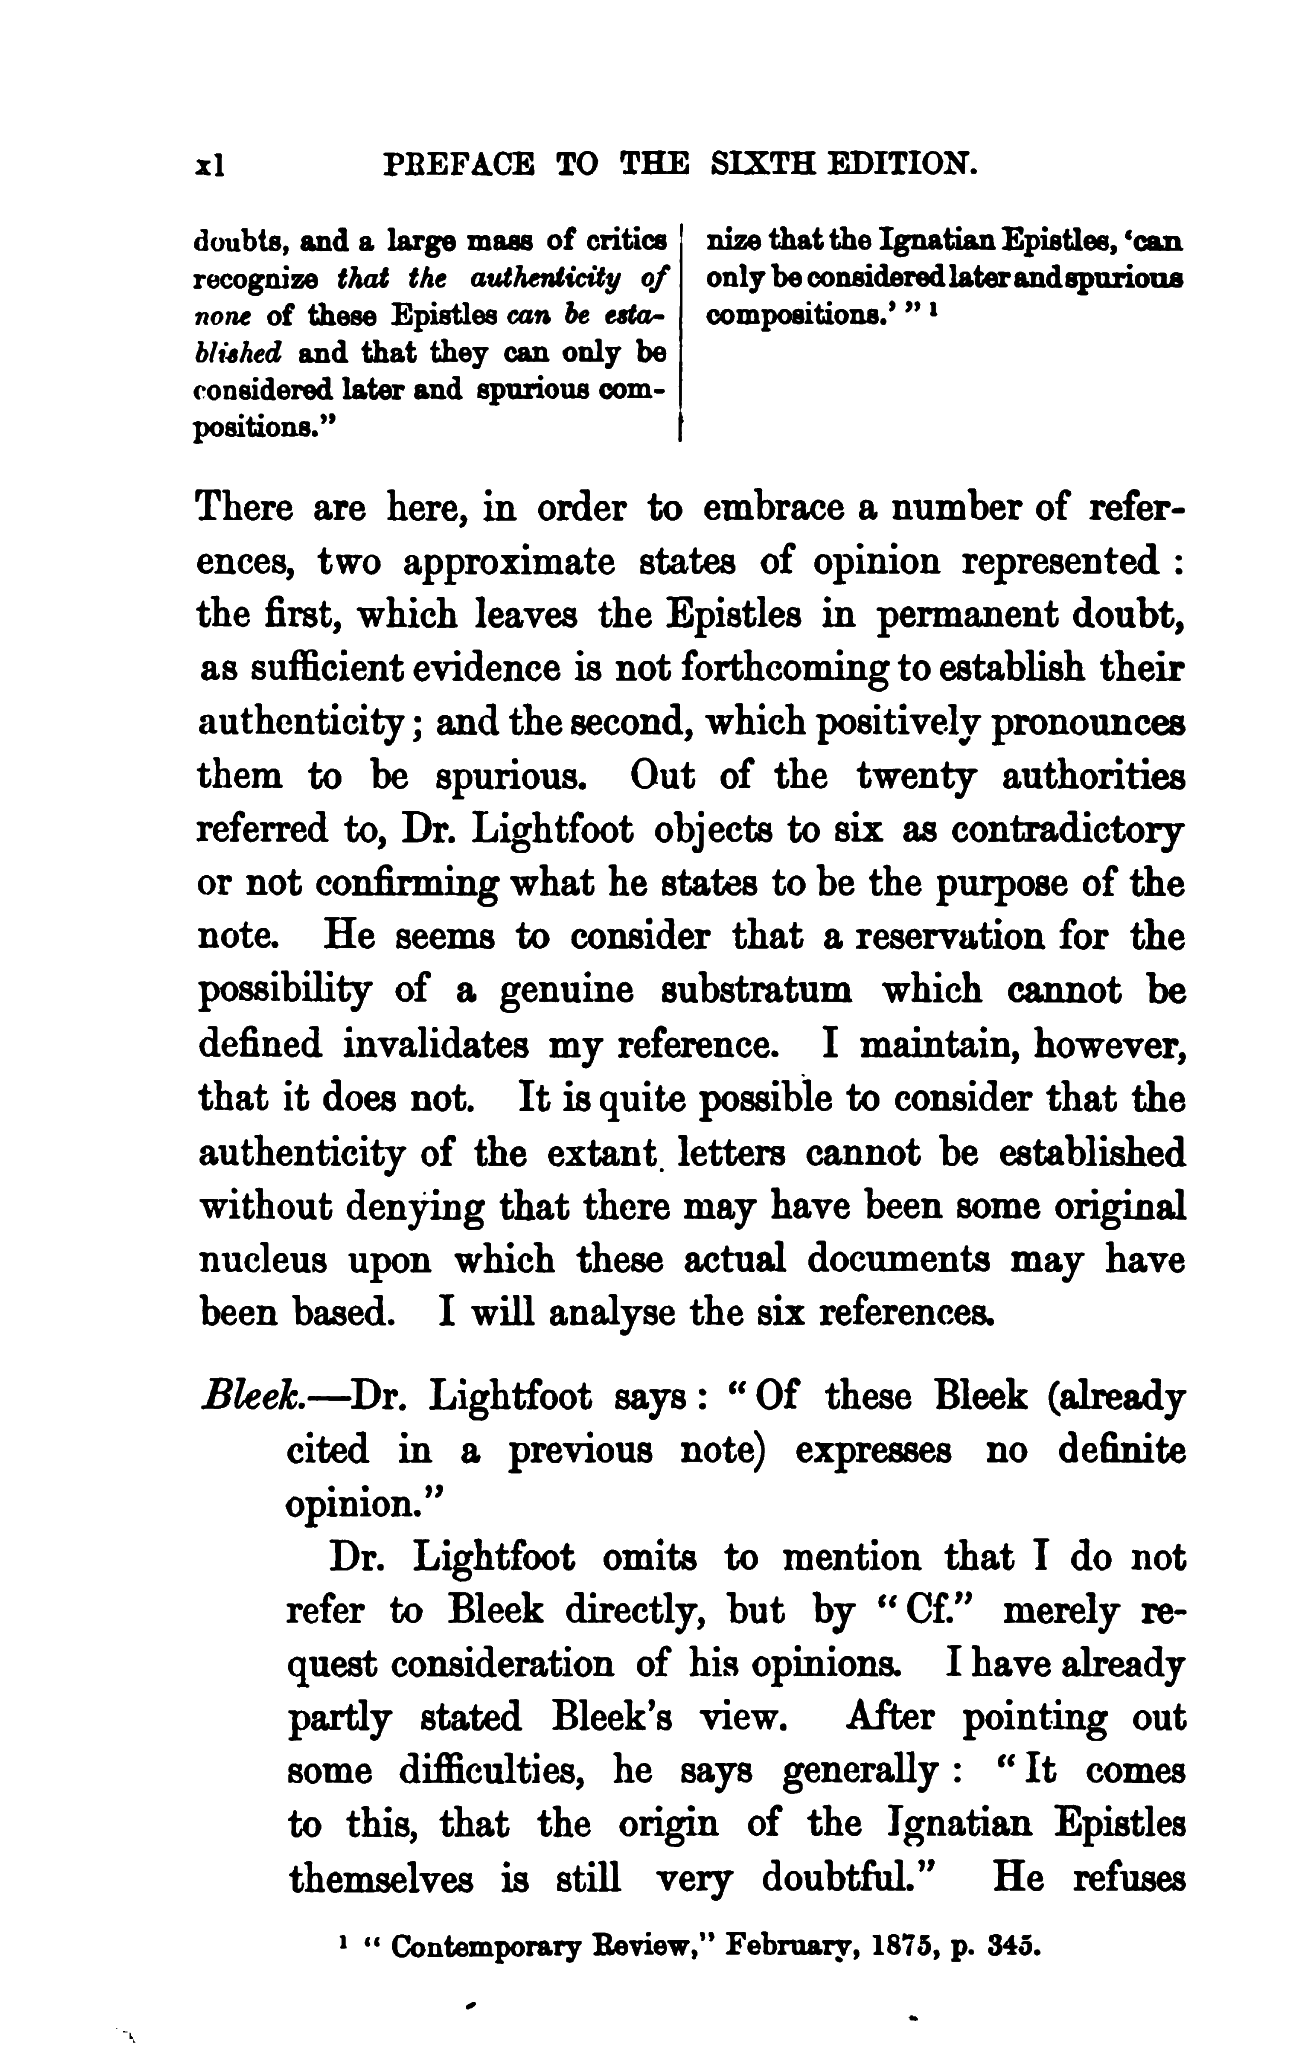 xl PREFACE TO THE SIXTH EDITION.
doubts, and a large mass of critics
recognize that the authenticity of
none of these Epistles can be esta-
blished and that they can only be
considered later and spurious com-
positions.”
nize that the Ignatian Epistles, ‘can
only be considered later and spurious
compositions.’ ” ¹
There are here, in order to embrace a number of refer-
ences, two approximate states of opinion represented :
the first, which leaves the Epistles in permanent doubt,
as sufficient evidence is not forthcoming to establish their
authenticity ; and the second, which positively pronounces
them to be spurious. Out of the twenty authorities
referred to, Dr. Lightfoot objects to six as contradictory
or not confirming what he states to be the purpose of the
note. He seems to consider that a reservation for the
possibility of a genuine substratum which cannot be
defined invalidates my reference. I maintain, however,
that it does not. It is quite possible to consider that the
authenticity of the extant letters cannot be established
without denying that there may have been some original
nucleus upon which these actual documents may have
been based. I will analyse the six references.
Bleek.—Dr. Lightfoot says : “ Of these Bleek (already
cited in a previous note) expresses no definite
opinion.”
Dr. Lightfoot omits to mention that I do not
refer to Bleek directly, but by “ Cf.” merely re-
quest consideration of his opinions. I have already
partly stated Bleek’s view. After pointing out
some difficulties, he says generally : “ It comes
to this, that the origin of the Ignatian Epistles
themselves is still very doubtful.” He refuses
¹ “ Contemporary Review,” February, 1875, p. 345.